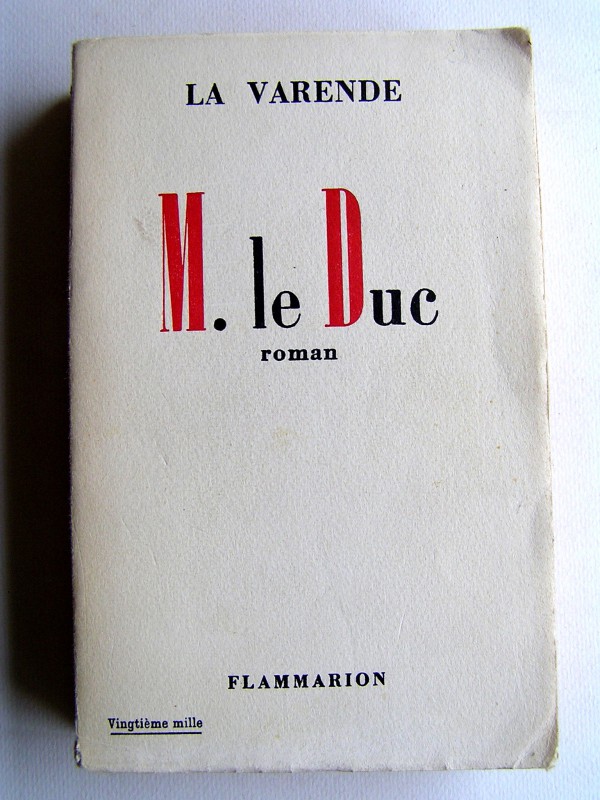 LA VARENDE
M. le Duc
roman
FLAMMARION
Vingtième mille